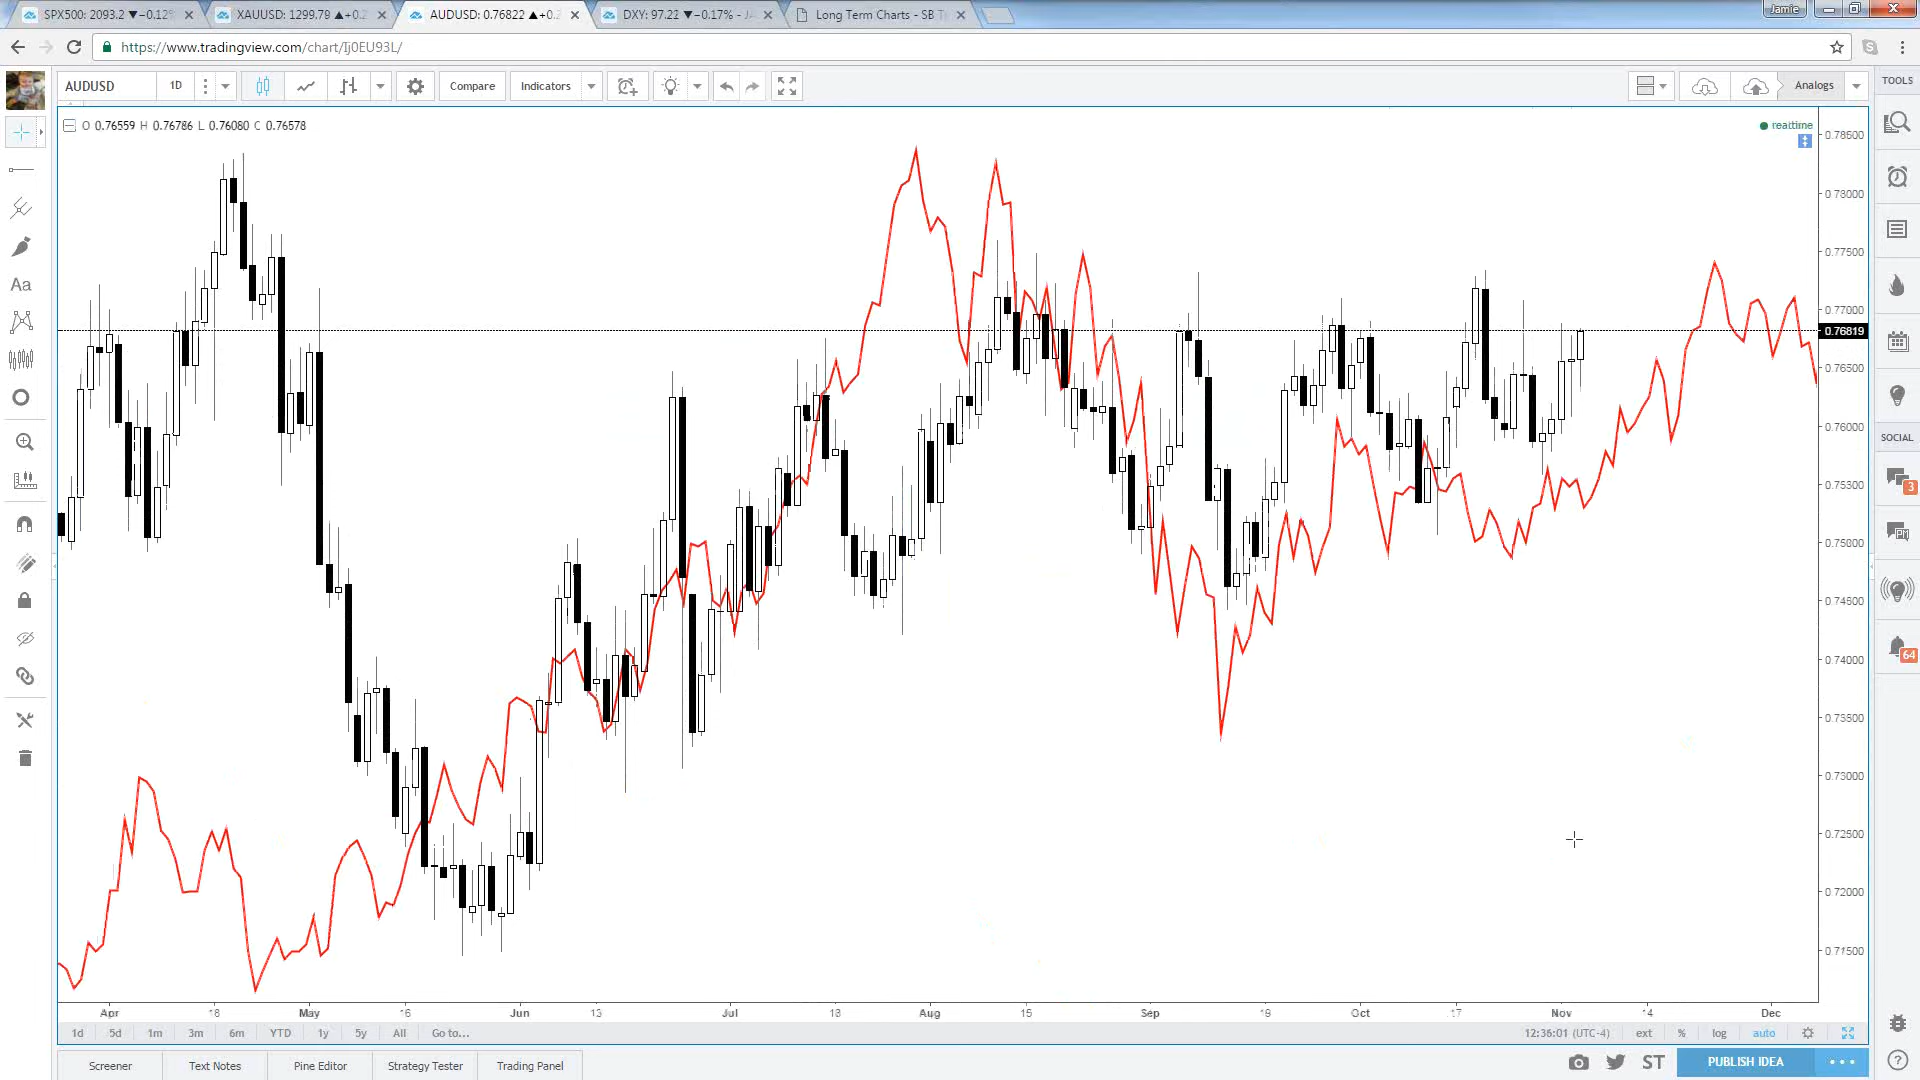 SPX500: 2093.2 ▼−0.12%
XAUUSD: 1299.79 ▲+0.2
AUDUSD: 0.76822 ▲+0.2
DXY: 97.22 ▼−0.17% - J
Long Term Charts - SB T
Jamie
https://www.tradingview.com/chart/Ij0EU93L/
AUDUSD
1D
Compare
Indicators
Analogs
TOOLS
O 0.76559 H 0.76786 L 0.76080 C 0.76578
realtime
0.78500
0.78000
0.77500
0.77000
0.76819
0.76500
0.76000
0.75500
0.75000
0.74500
0.74000
0.73500
0.73000
0.72500
0.72000
0.71500
Aa
SOCIAL
3
64
Apr
18
May
16
Jun
13
Jul
18
Aug
15
Sep
19
Oct
17
Nov
14
Dec
1d 5d 1m 3m 6m YTD 1y 5y All Go to...
12:36:01 (UTC-4) ext % log auto
Screener
Text Notes
Pine Editor
Strategy Tester
Trading Panel
ST
PUBLISH IDEA